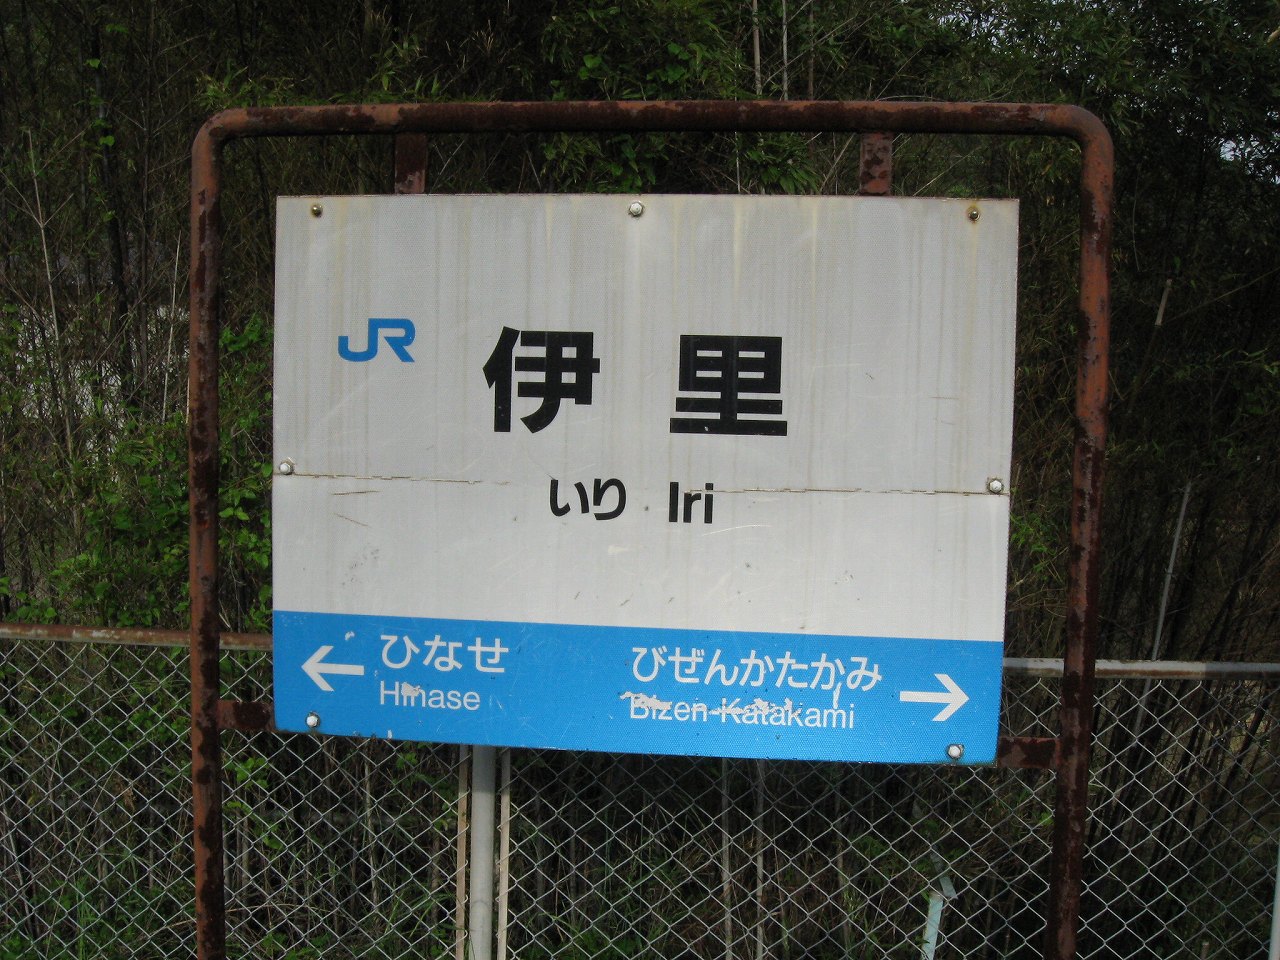 JR
伊里
いり Iri
← ひなせ びぜんかたかみ →
Hinase Bizen-Katakami